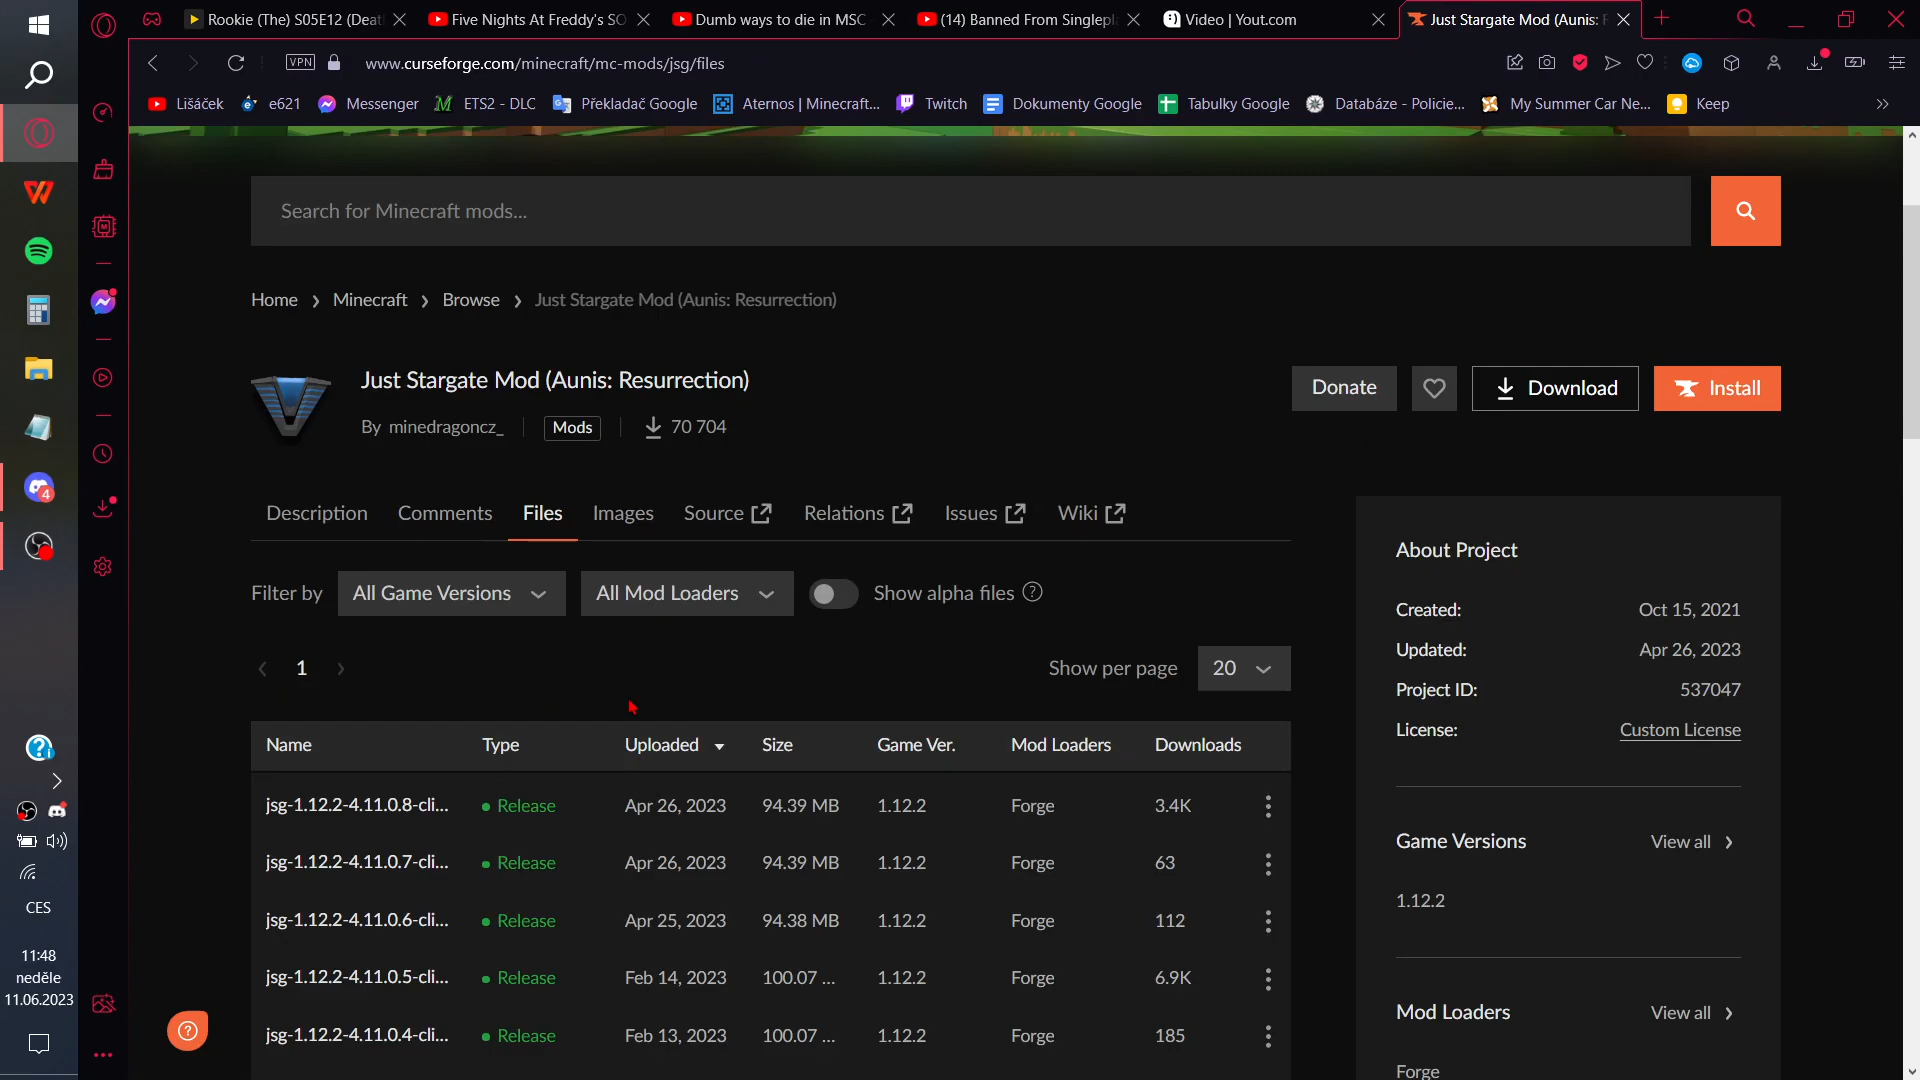 Rookie (The) S05E12 (Deat
Five Nights At Freddy's SO
Dumb ways to die in MSC
(14) Banned From Singlepl
Video | Yout.com
Just Stargate Mod (Aunis: R
VPN
www.curseforge.com/minecraft/mc-mods/jsg/files
Lišáček
e621
Messenger
ETS2 - DLC
Překladač Google
Aternos | Minecraft...
Twitch
Dokumenty Google
Tabulky Google
Databáze - Policie...
My Summer Car Ne...
Keep
Search for Minecraft mods...
Home > Minecraft > Browse > Just Stargate Mod (Aunis: Resurrection)
Just Stargate Mod (Aunis: Resurrection)
By minedragoncz_
Mods
70 704
Donate
Download
Install
Description
Comments
Files
Images
Source
Relations
Issues
Wiki
Filter by
All Game Versions
All Mod Loaders
Show alpha files
1
Show per page
20
Name Type Uploaded Size Game Ver. Mod Loaders Downloads
jsg-1.12.2-4.11.0.8-cli... Release Apr 26, 2023 94.39 MB 1.12.2 Forge 3.4K
jsg-1.12.2-4.11.0.7-cli... Release Apr 26, 2023 94.39 MB 1.12.2 Forge 63
jsg-1.12.2-4.11.0.6-cli... Release Apr 25, 2023 94.38 MB 1.12.2 Forge 112
jsg-1.12.2-4.11.0.5-cli... Release Feb 14, 2023 100.07 ... 1.12.2 Forge 6.9K
jsg-1.12.2-4.11.0.4-cli... Release Feb 13, 2023 100.07 ... 1.12.2 Forge 185
About Project
Created: Oct 15, 2021
Updated: Apr 26, 2023
Project ID: 537047
License: Custom License
Game Versions
View all
1.12.2
Mod Loaders
View all
Forge
4
CES
11:48
neděle
11.06.2023